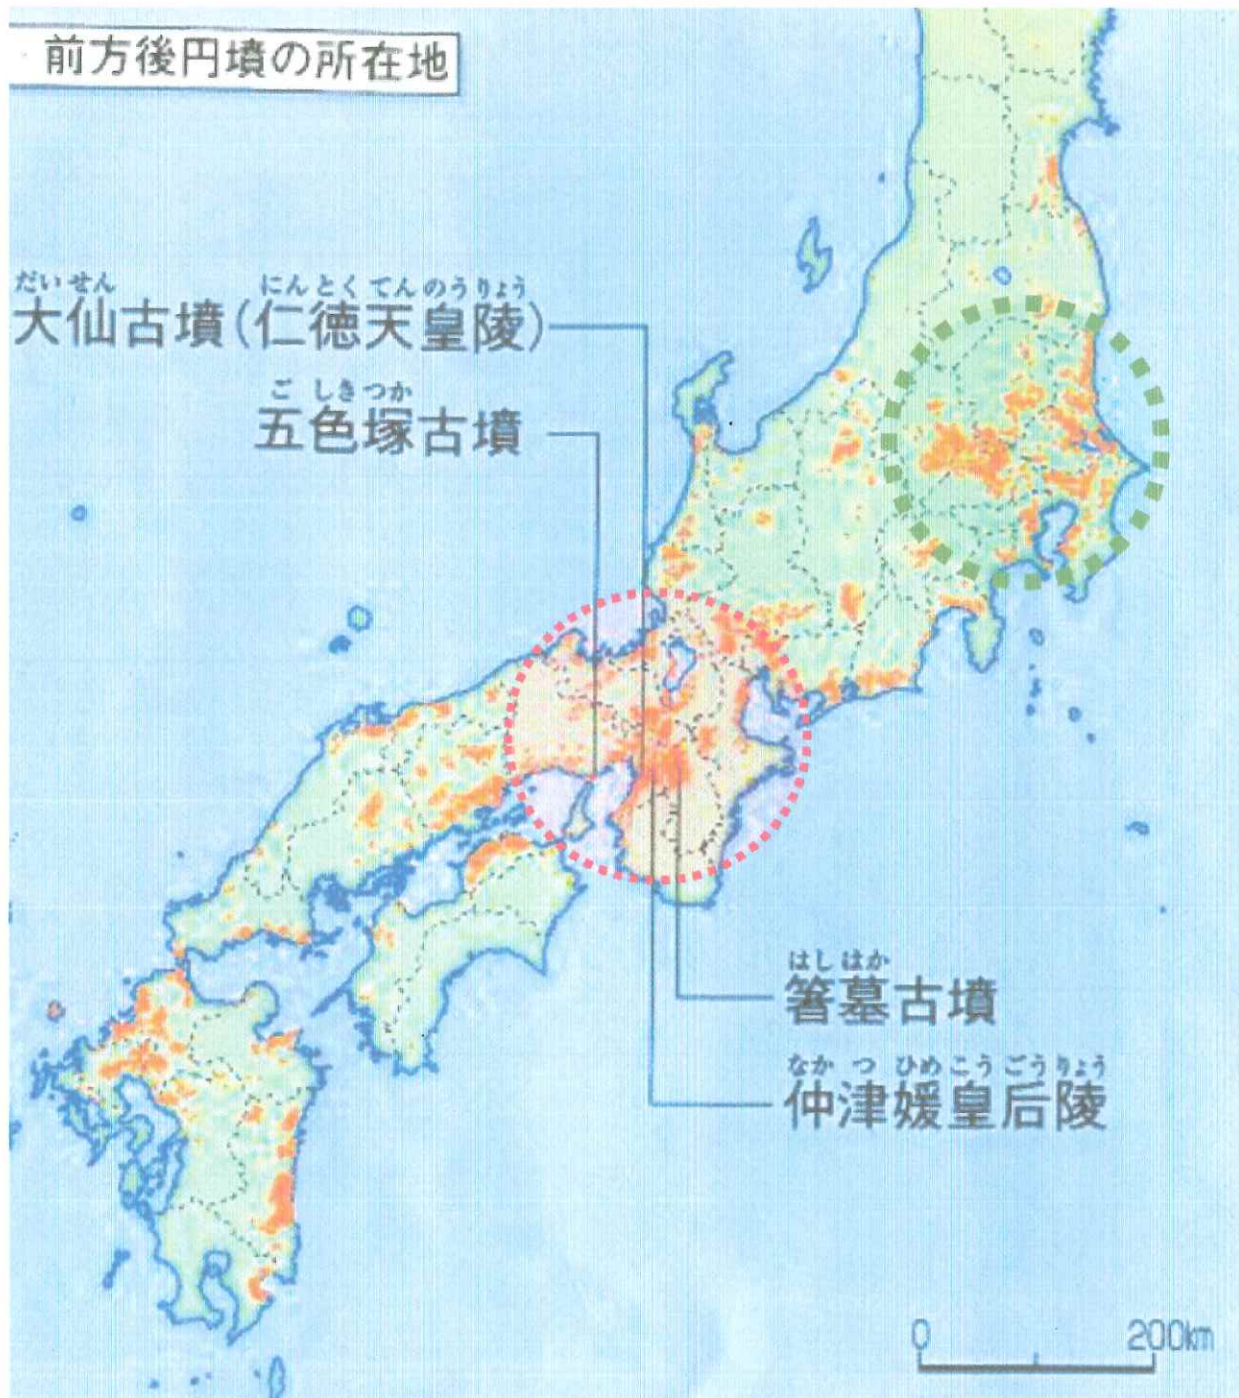 前方後円墳の所在地
だいせん にんとくてんのうりょう
大仙古墳(仁徳天皇陵)
ごしきつか
五色塚古墳
はしはか
箸墓古墳
なかつひめこうごうりょう
仲津媛皇后陵
0 200km